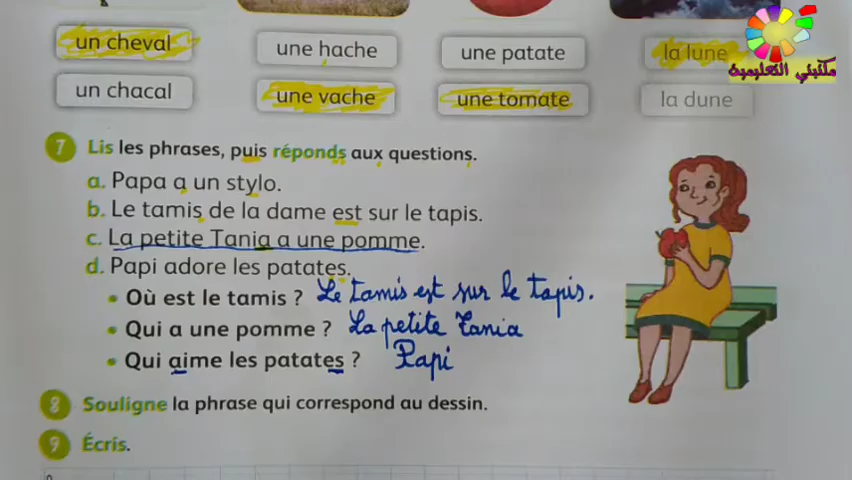 un cheval
une hache
une patate
la lune
مكتبتي التعليمية
un chacal
une vache
une tomate
la dune
7 Lis les phrases, puis réponds aux questions.
a. Papa a un stylo.
b. Le tamis de la dame est sur le tapis.
c. La petite Tania a une pomme.
d. Papi adore les patates.
• Où est le tamis ? Le tamis est sur le tapis.
• Qui a une pomme ? La petite Tania
• Qui aime les patates ? Papi
8 Souligne la phrase qui correspond au dessin.
9 Écris.